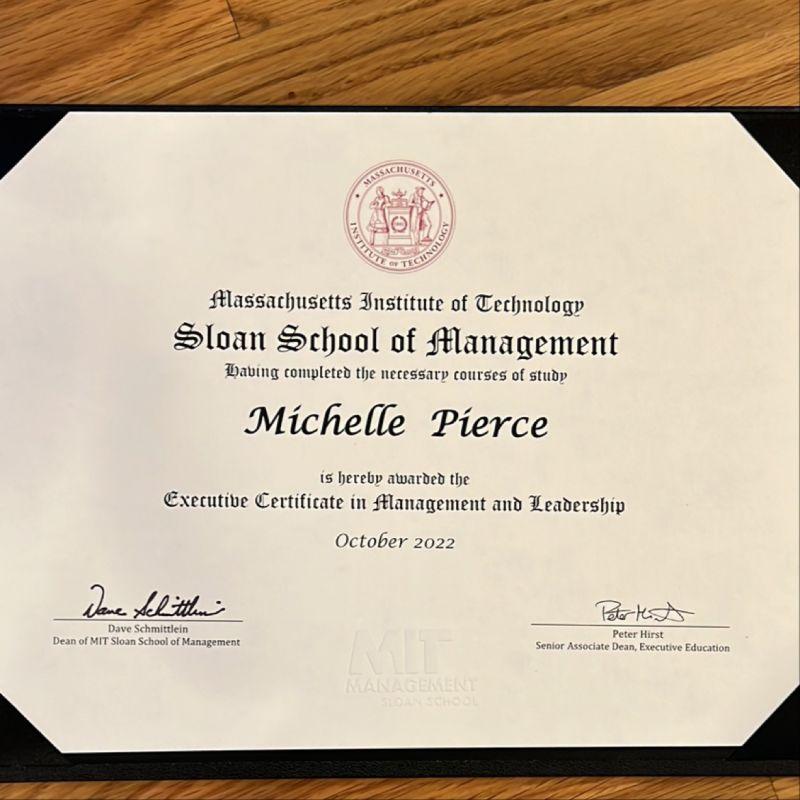 MASSACHUSETTS
INSTITUTE OF TECHNOLOGY
Massachusetts Institute of Technology
Sloan School of Management
Having completed the necessary courses of study
Michelle Pierce
is hereby awarded the
Executive Certificate in Management and Leadership
October 2022
Dave Schmittlein
Dave Schmittlein
Dean of MIT Sloan School of Management
Peter Hirst
Peter Hirst
Senior Associate Dean, Executive Education
MIT
MANAGEMENT
SLOAN SCHOOL